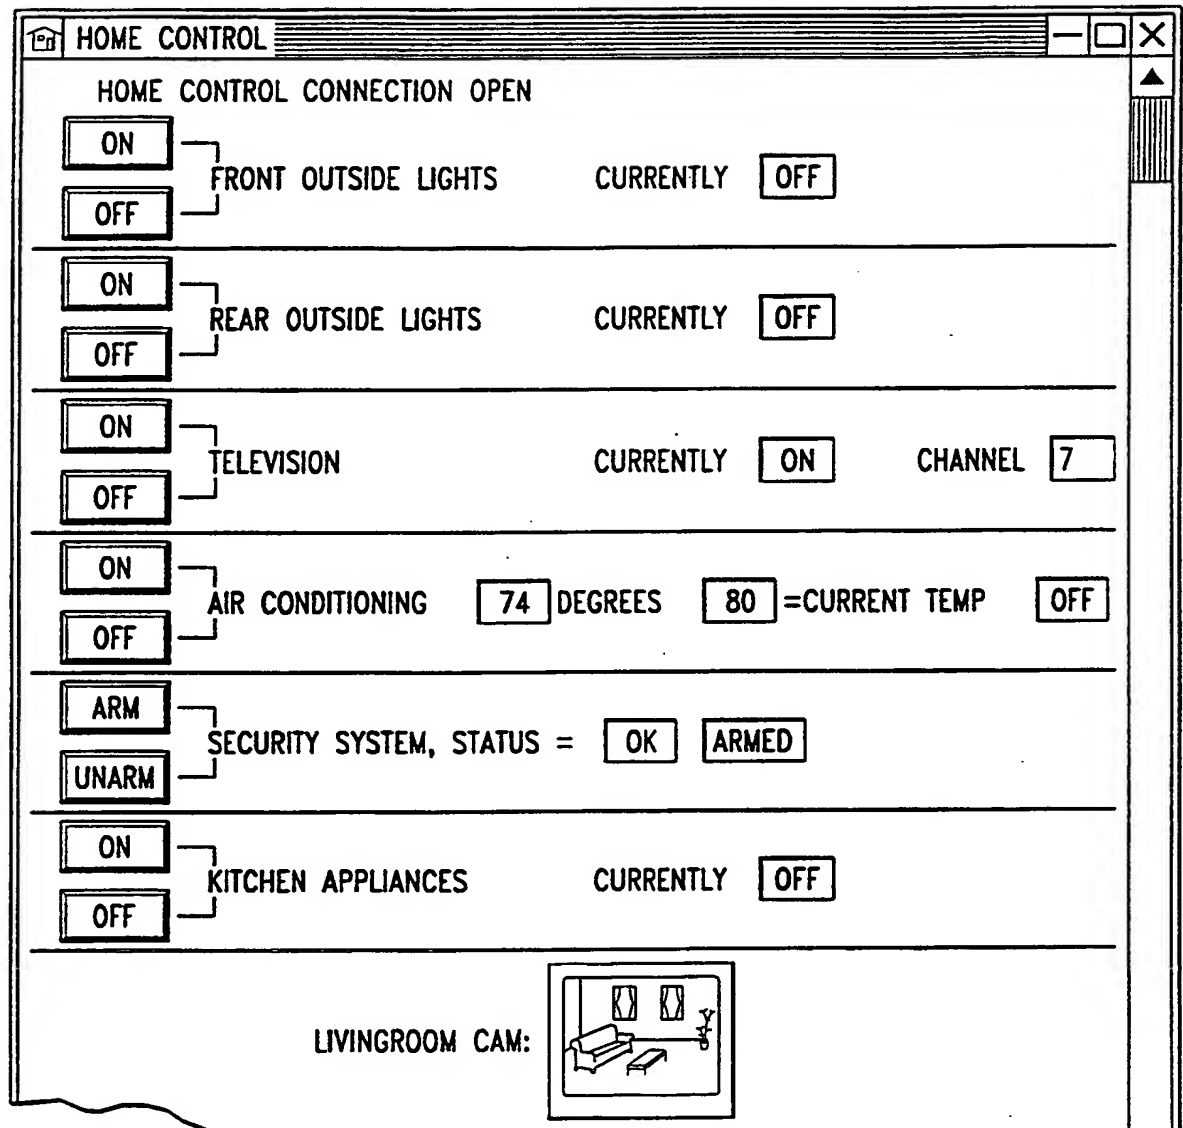 HOME CONTROL
HOME CONTROL CONNECTION OPEN
ON
FRONT OUTSIDE LIGHTS CURRENTLY OFF
OFF
ON
REAR OUTSIDE LIGHTS CURRENTLY OFF
OFF
ON
TELEVISION CURRENTLY ON CHANNEL 7
OFF
ON
AIR CONDITIONING 74 DEGREES 80 =CURRENT TEMP OFF
OFF
ARM
SECURITY SYSTEM, STATUS = OK ARMED
UNARM
ON
KITCHEN APPLIANCES CURRENTLY OFF
OFF
LIVINGROOM CAM: